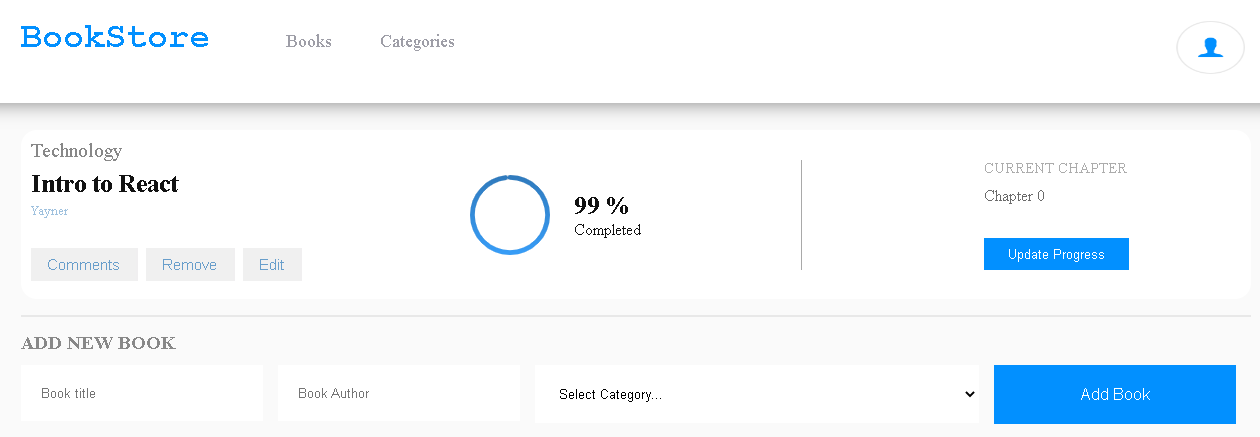 BookStore
Books
Categories
Technology
Intro to React
Yayner
Comments
Remove
Edit
99 %
Completed
CURRENT CHAPTER
Chapter 0
Update Progress
ADD NEW BOOK
Book title
Book Author
Select Category...
Add Book